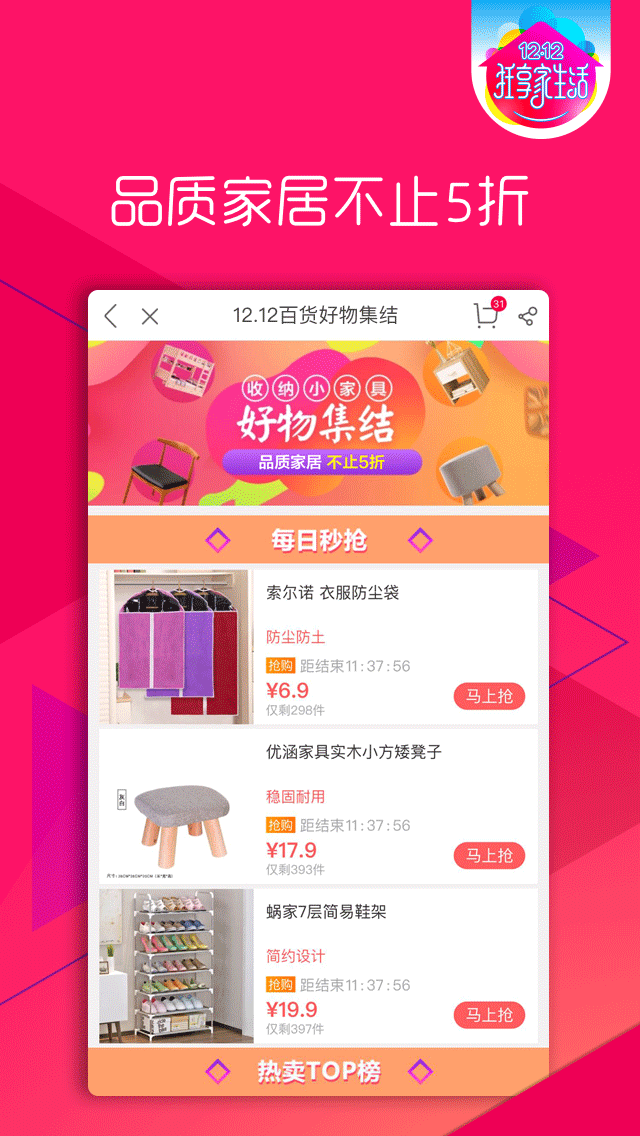 12.12
狂享家生活
品质家居不止5折
12.12百货好物集结
31
收纳小家具
好物集结
品质家居 不止5折
每日秒抢
索尔诺 衣服防尘袋
防尘防土
抢购 距结束11:37:56
¥6.9
马上抢
仅剩298件
优涵家具实木小方矮凳子
灰白
稳固耐用
抢购 距结束11:37:56
¥17.9
马上抢
仅剩393件
蜗家7层简易鞋架
简约设计
抢购 距结束11:37:56
¥19.9
马上抢
仅剩397件
热卖TOP榜